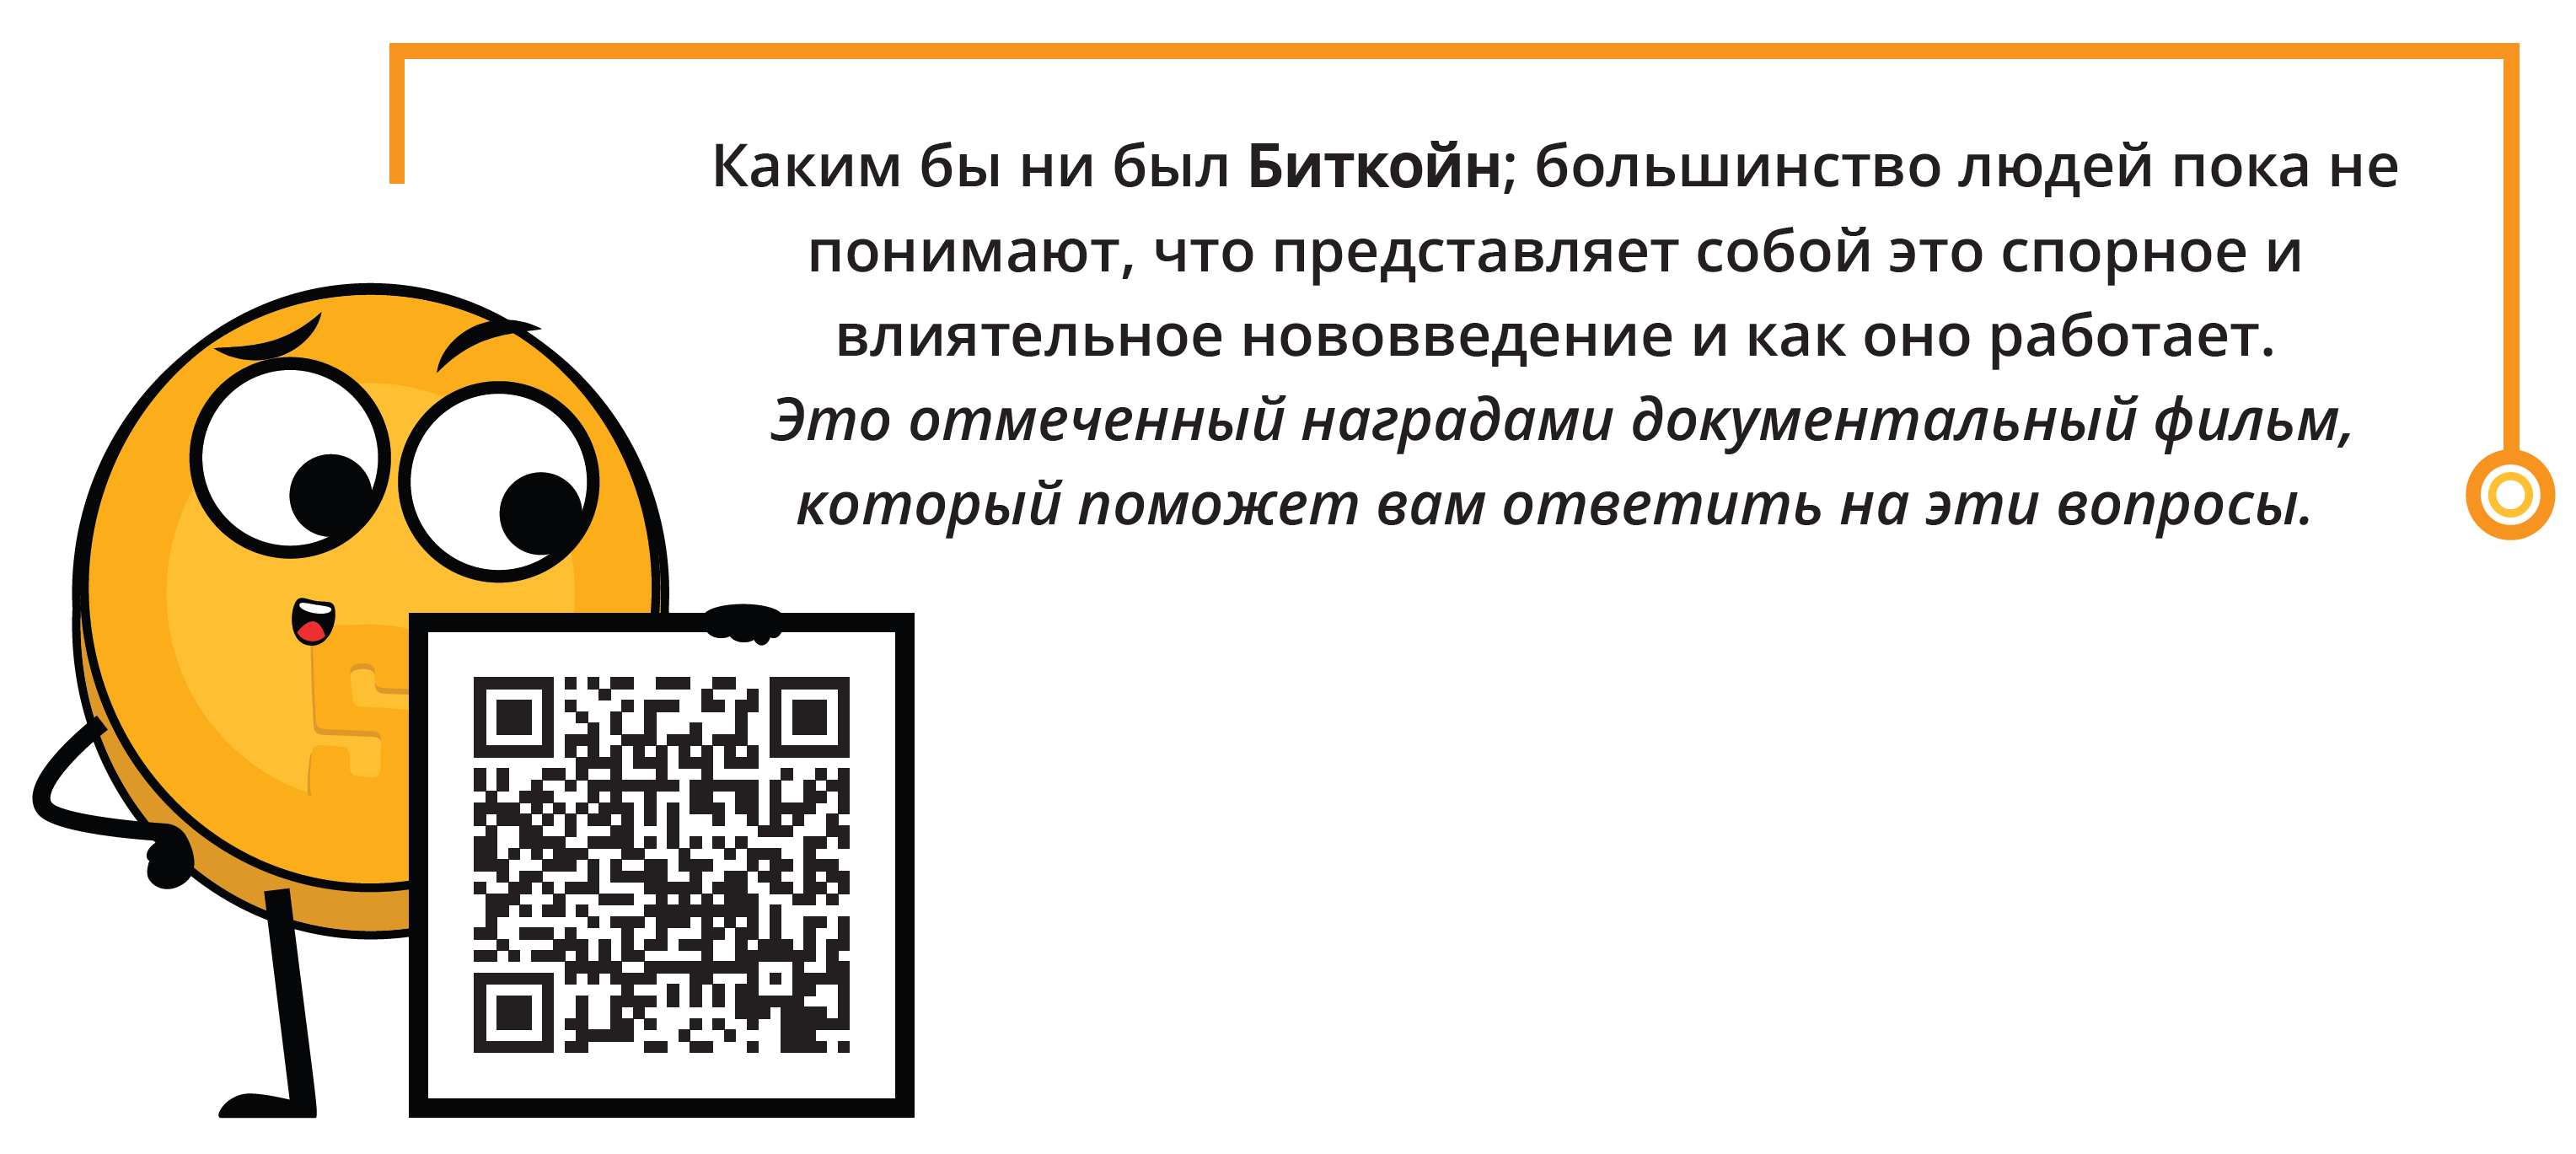 Каким бы ни был Биткойн; большинство людей пока не
понимают, что представляет собой это спорное и
влиятельное нововведение и как оно работает.
Это отмеченный наградами документальный фильм,
который поможет вам ответить на эти вопросы.